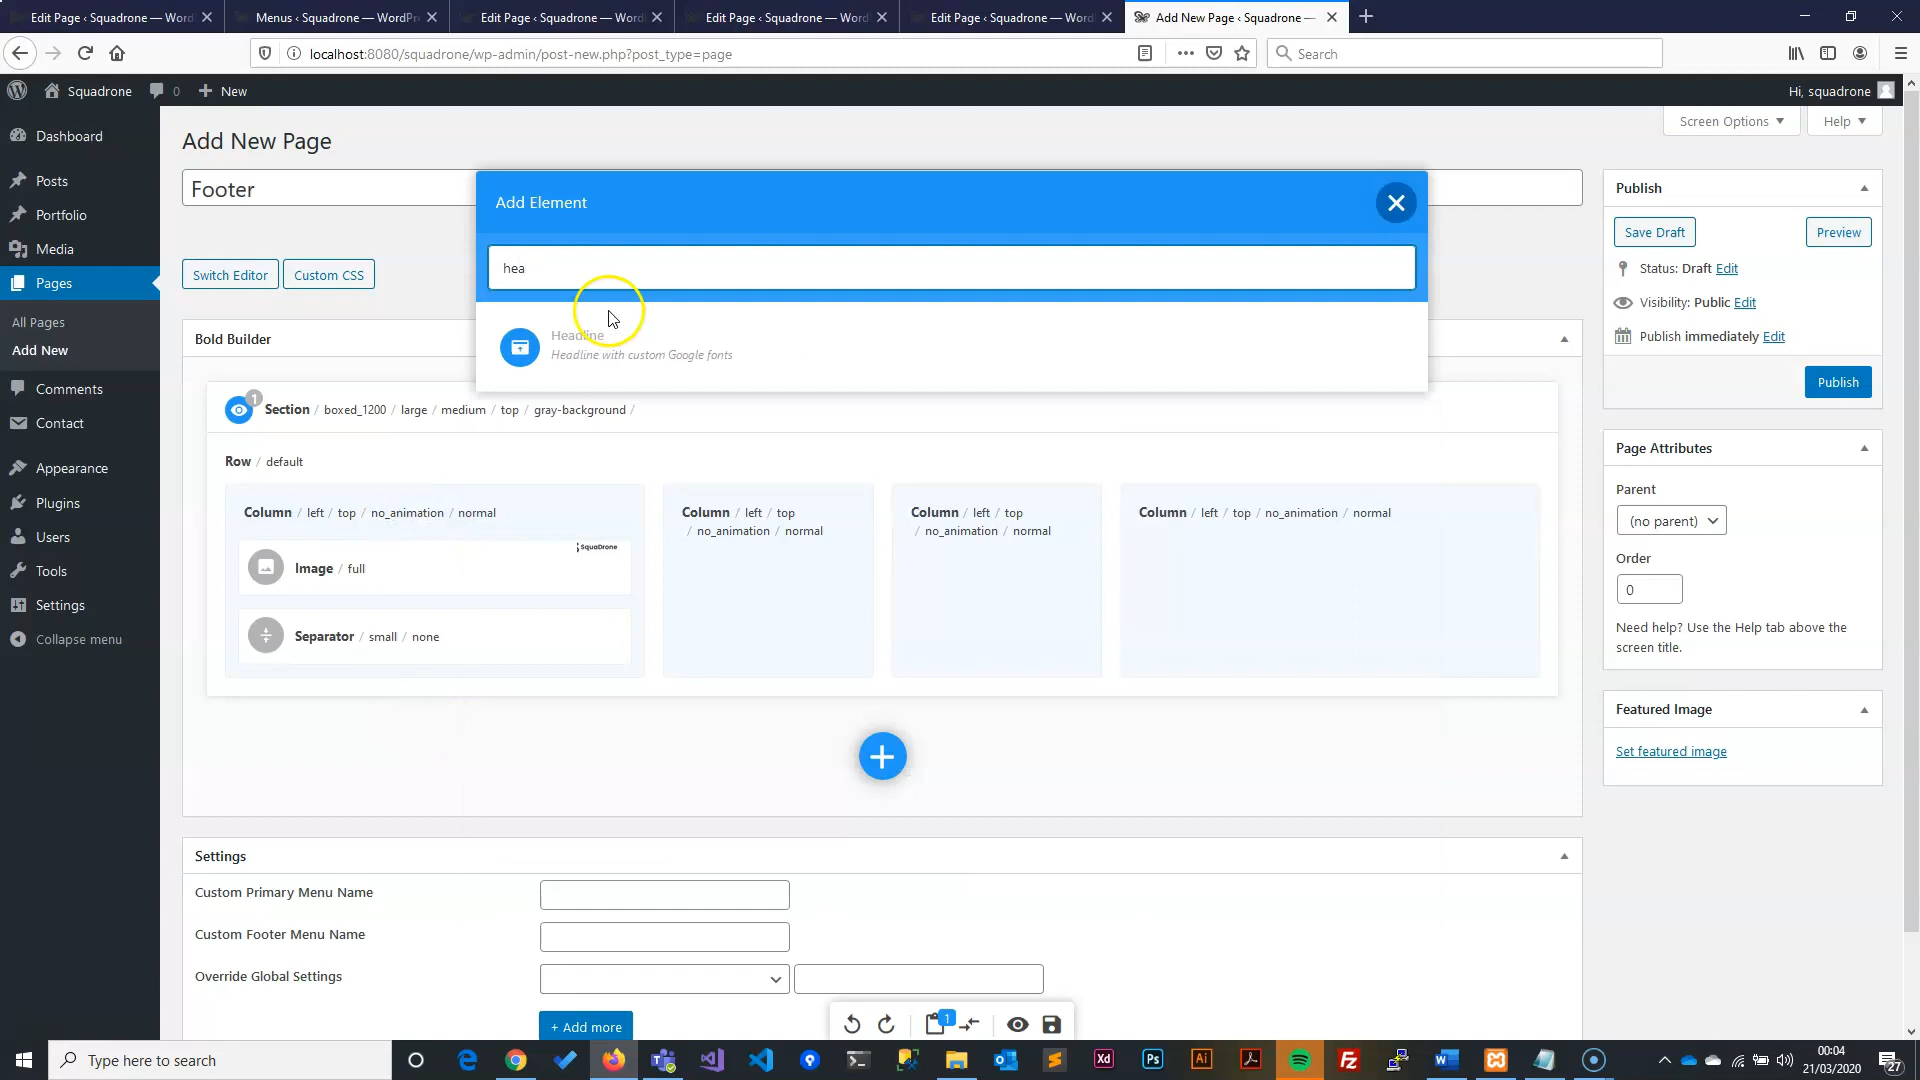 Edit Page ‹ Squadrone — Word
Menus ‹ Squadrone — WordPr
Edit Page ‹ Squadrone — Word
Edit Page ‹ Squadrone — Word
Edit Page ‹ Squadrone — Word
Add New Page ‹ Squadrone —
localhost:8080/squadrone/wp-admin/post-new.php?post_type=page
Search
Squadrone
0
New
Hi, squadrone
Dashboard
Posts
Portfolio
Media
Pages
All Pages
Add New
Comments
Contact
Appearance
Plugins
Users
Tools
Settings
Collapse menu
Screen Options
Help
Add New Page
Footer
Switch Editor
Custom CSS
Add Element
hea
Headline
Headline with custom Google fonts
Bold Builder
1
Section / boxed_1200 / large / medium / top / gray-background /
Row / default
Column / left / top / no_animation / normal
SquaDrone
Image / full
Separator / small / none
Column / left / top
/ no_animation / normal
Column / left / top
/ no_animation / normal
Column / left / top / no_animation / normal
Settings
Custom Primary Menu Name
Custom Footer Menu Name
Override Global Settings
+ Add more
1
Publish
Save Draft
Preview
Status: Draft Edit
Visibility: Public Edit
Publish immediately Edit
Publish
Page Attributes
Parent
(no parent)
Order
0
Need help? Use the Help tab above the
screen title.
Featured Image
Set featured image
Type here to search
Xd
Ps
Ai
00:04
21/03/2020
27